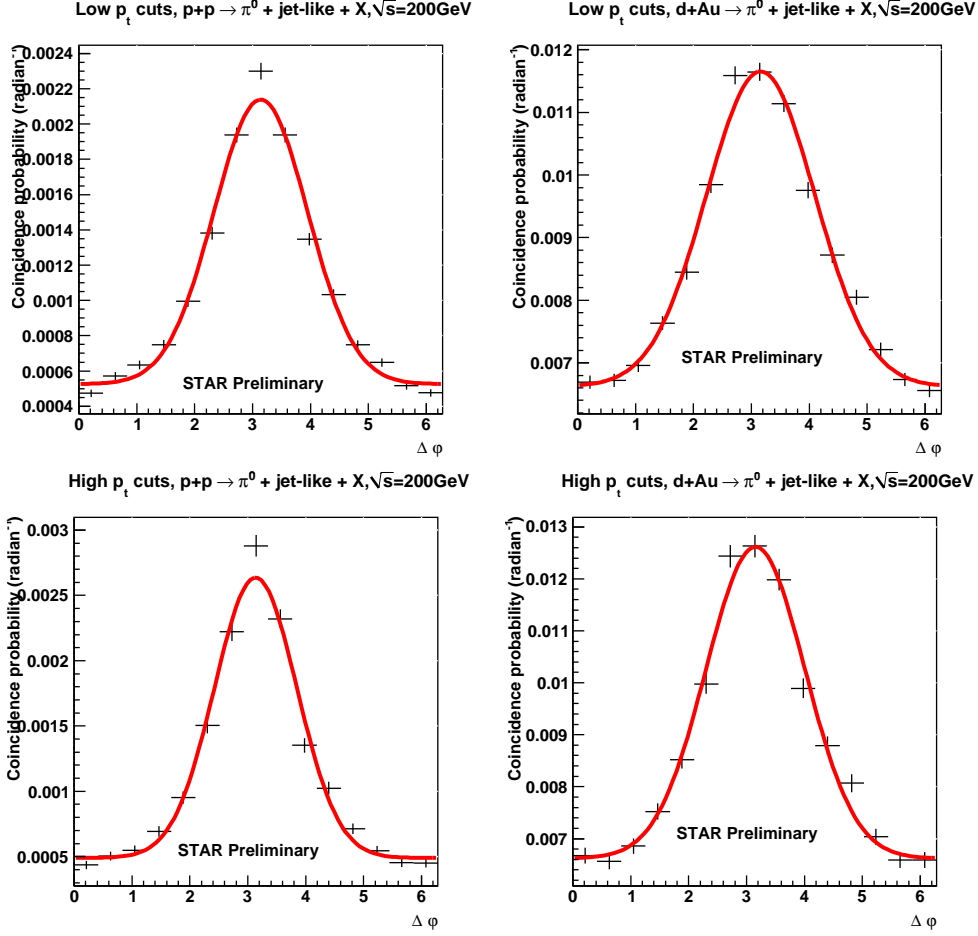 Low p_t cuts, p+p → π⁰ + jet-like + X,√s=200GeV
Coincidence probability (radian⁻¹)
0.0024
0.0022
0.002
0.0018
0.0016
0.0014
0.0012
0.001
0.0008
0.0006
0.0004
STAR Preliminary
0 1 2 3 4 5 6
Δ φ
Low p_t cuts, d+Au → π⁰ + jet-like + X,√s=200GeV
Coincidence probability (radian⁻¹)
0.012
0.011
0.01
0.009
0.008
0.007
STAR Preliminary
0 1 2 3 4 5 6
Δ φ
High p_t cuts, p+p → π⁰ + jet-like + X,√s=200GeV
Coincidence probability (radian⁻¹)
0.003
0.0025
0.002
0.0015
0.001
0.0005
STAR Preliminary
0 1 2 3 4 5 6
Δ φ
High p_t cuts, d+Au → π⁰ + jet-like + X,√s=200GeV
Coincidence probability (radian⁻¹)
0.013
0.012
0.011
0.01
0.009
0.008
0.007
STAR Preliminary
0 1 2 3 4 5 6
Δ φ